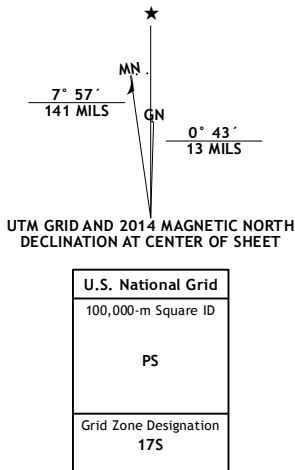 MN
7° 57´
141 MILS
GN
0° 43´
13 MILS
UTM GRID AND 2014 MAGNETIC NORTH
DECLINATION AT CENTER OF SHEET
U.S. National Grid
100,000-m Square ID
PS
Grid Zone Designation
17S